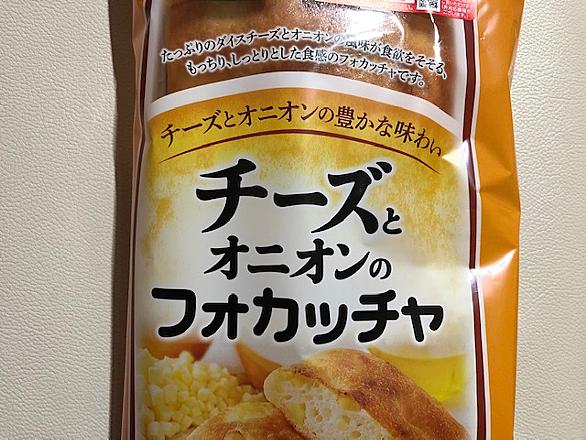 たっぷりのダイスチーズとオニオンの風味が食欲をそそる、
もっちり、しっとりとした食感のフォカッチャです。
チーズとオニオンの豊かな味わい
チーズと
オニオンの
フォカッチャ